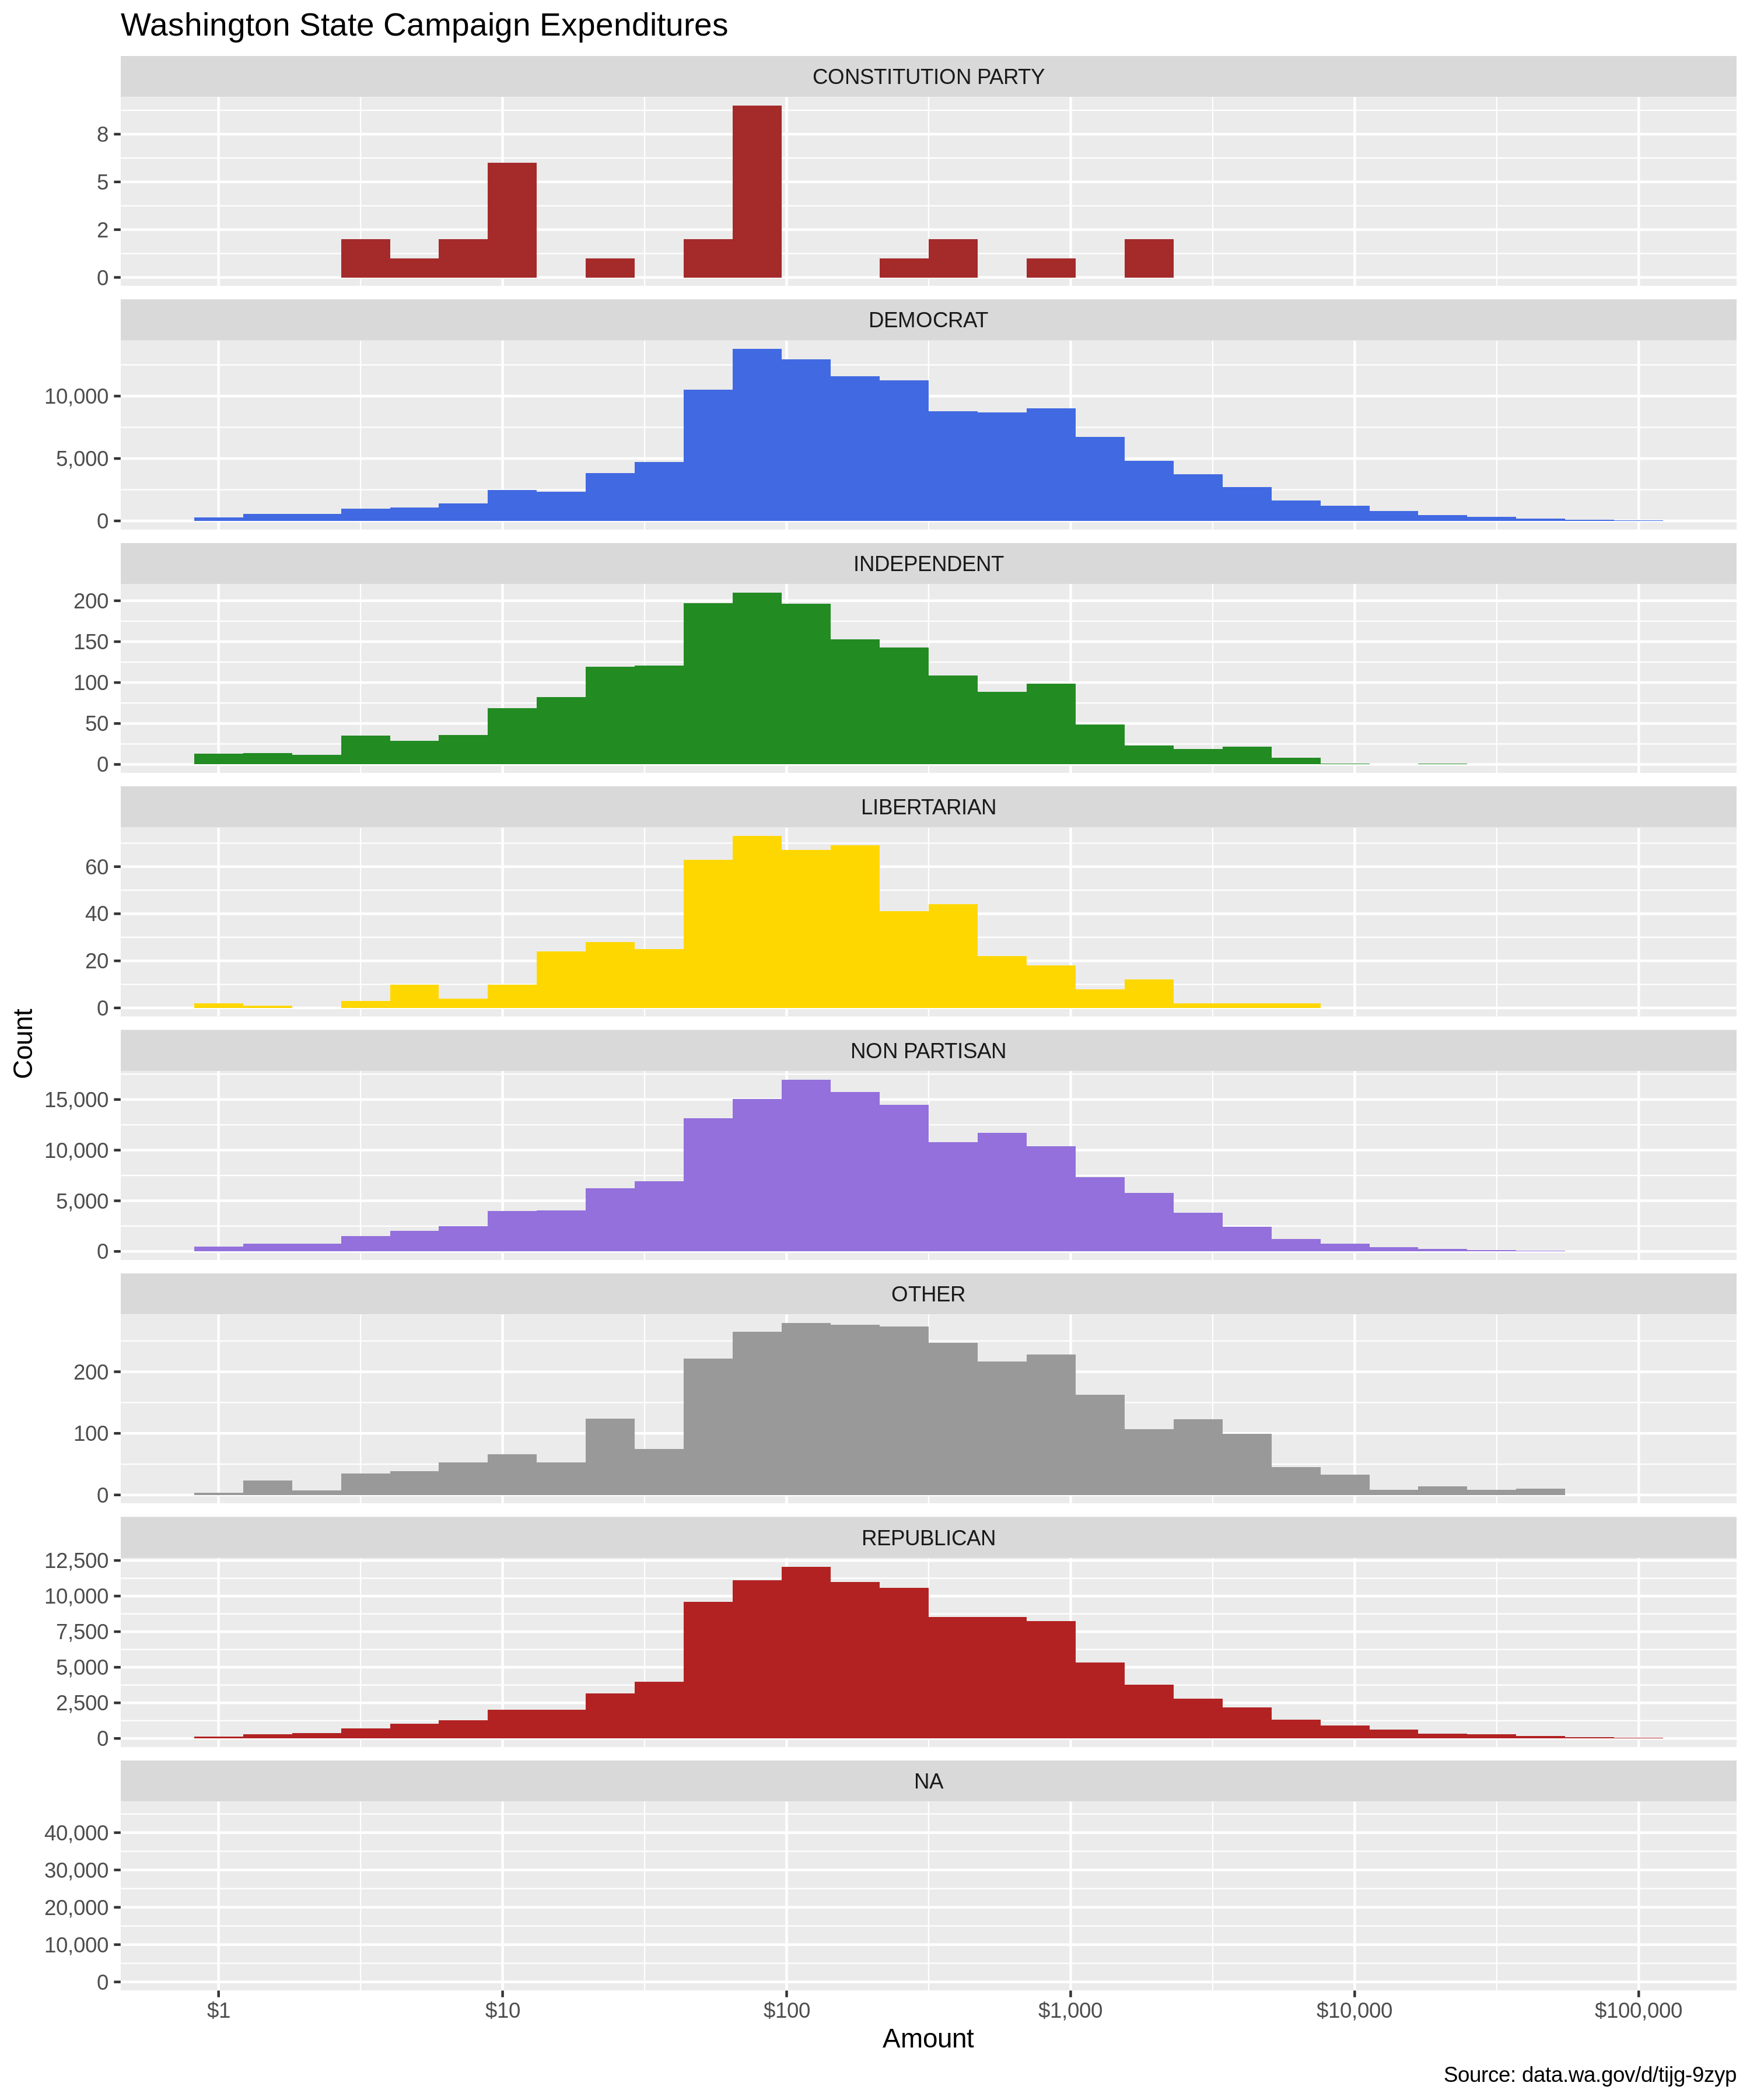 Washington State Campaign Expenditures
CONSTITUTION PARTY
8
5
2
0
DEMOCRAT
10,000
5,000
0
INDEPENDENT
200
150
100
50
0
LIBERTARIAN
60
40
20
0
Count
NON PARTISAN
15,000
10,000
5,000
0
OTHER
200
100
0
REPUBLICAN
12,500
10,000
7,500
5,000
2,500
0
NA
40,000
30,000
20,000
10,000
0
$1 $10 $100 $1,000 $10,000 $100,000
Amount
Source: data.wa.gov/d/tijg-9zyp